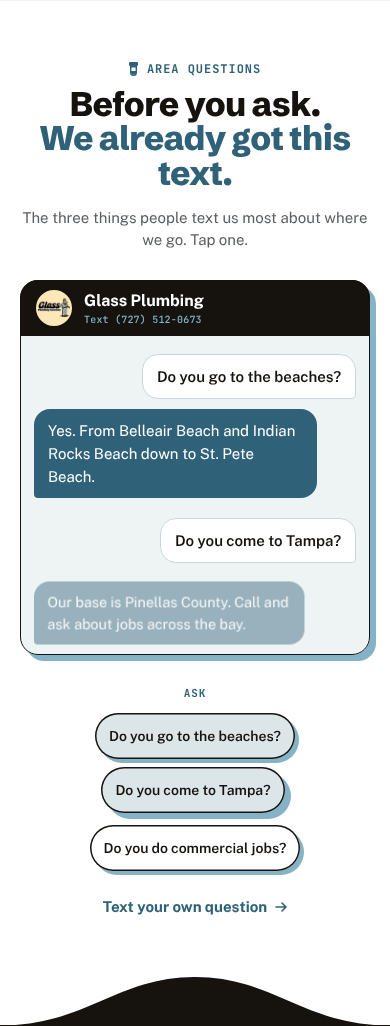 AREA QUESTIONS
Before you ask.
We already got this
text.
The three things people text us most about where
we go. Tap one.
Glass
Glass Plumbing
Text (727) 512-0673
Do you go to the beaches?
Yes. From Belleair Beach and Indian
Rocks Beach down to St. Pete
Beach.
Do you come to Tampa?
Our base is Pinellas County. Call and
ask about jobs across the bay.
ASK
Do you go to the beaches?
Do you come to Tampa?
Do you do commercial jobs?
Text your own question →